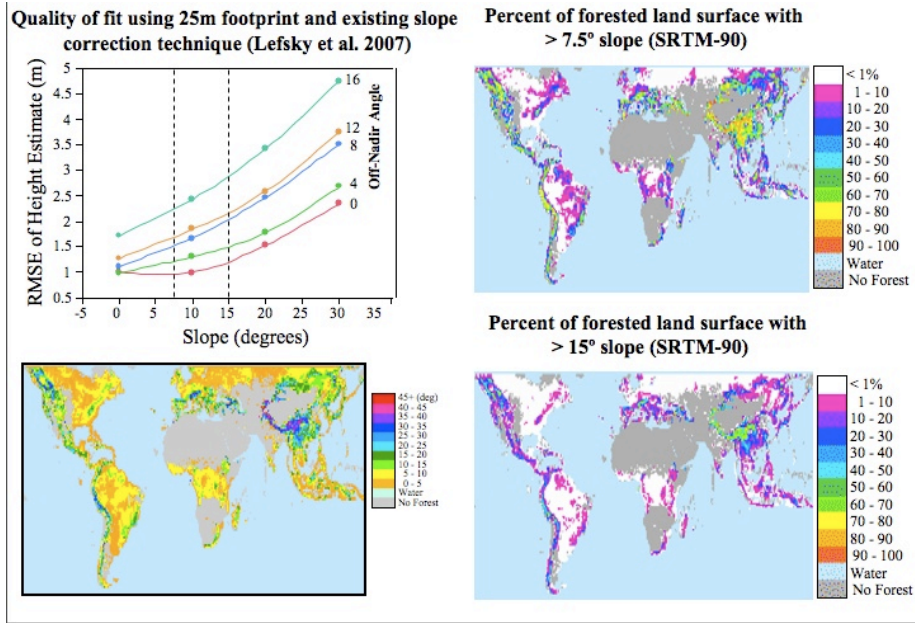 Quality of fit using 25m footprint and existing slope
correction technique (Lefsky et al. 2007)
RMSE of Height Estimate (m)
5
4.5
4
3.5
3
2.5
2
1.5
1
0.5
-5
0
5
10
15
20
25
30
35
Slope (degrees)
16
12
8
4
0
Off-Nadir Angle
45+ (deg)
40 - 45
35 - 40
30 - 35
25 - 30
20 - 25
15 - 20
10 - 15
5 - 10
0 - 5
Water
No Forest
Percent of forested land surface with
> 7.5º slope (SRTM-90)
< 1%
1 - 10
10 - 20
20 - 30
30 - 40
40 - 50
50 - 60
60 - 70
70 - 80
80 - 90
90 - 100
Water
No Forest
Percent of forested land surface with
> 15º slope (SRTM-90)
< 1%
1 - 10
10 - 20
20 - 30
30 - 40
40 - 50
50 - 60
60 - 70
70 - 80
80 - 90
90 - 100
Water
No Forest